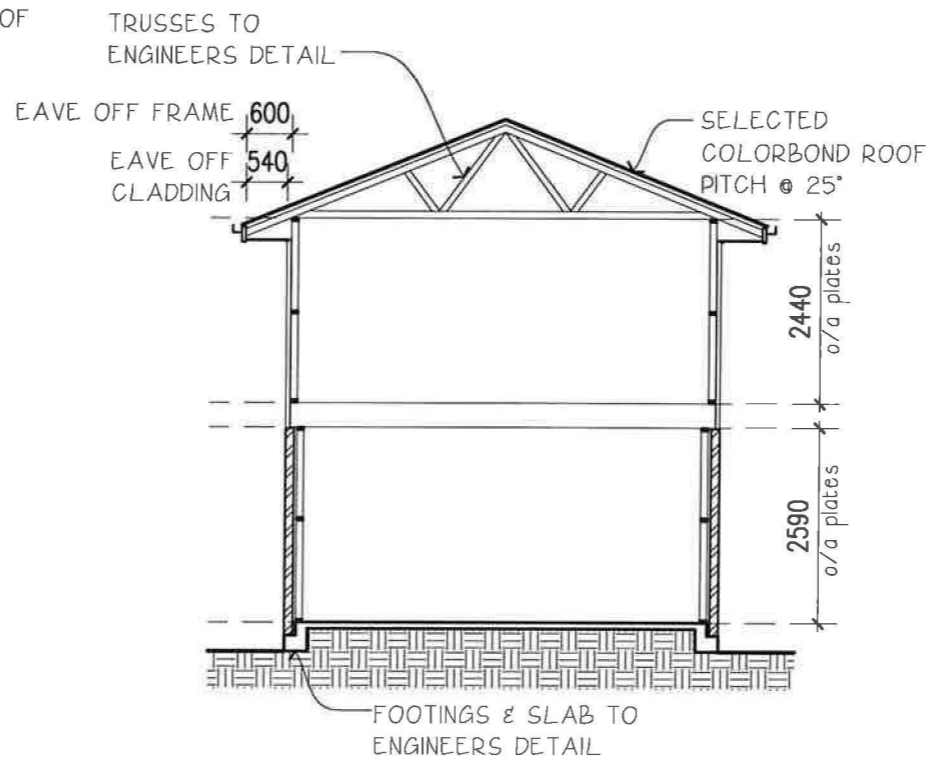 OF
TRUSSES TO
ENGINEERS DETAIL
EAVE OFF FRAME 600
EAVE OFF 540
CLADDING
SELECTED
COLORBOND ROOF
PITCH @ 25°
2440
o/a plates
2590
o/a plates
FOOTINGS & SLAB TO
ENGINEERS DETAIL